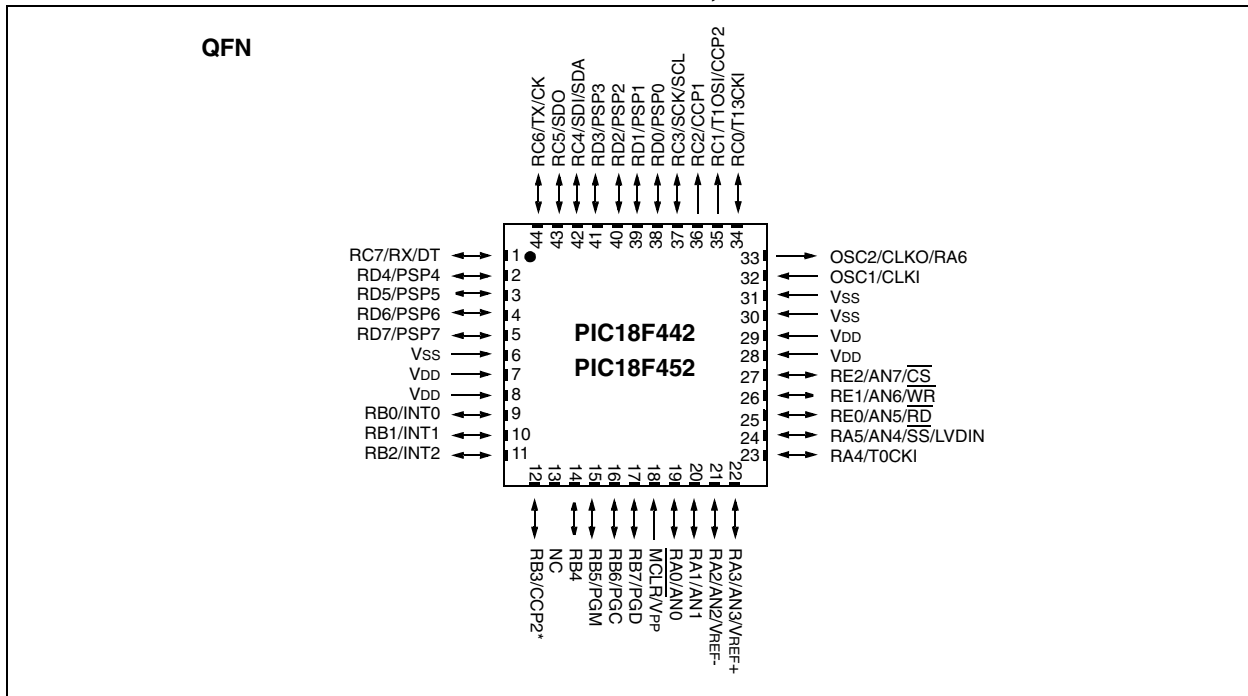 QFN
RC6/TX/CK
RC5/SDO
RC4/SDI/SDA
RD3/PSP3
RD2/PSP2
RD1/PSP1
RD0/PSP0
RC3/SCK/SCL
RC2/CCP1
RC1/T1OSI/CCP2
RC0/T13CKI
44
43
42
41
40
39
38
37
36
35
34
RC7/RX/DT 1
RD4/PSP4 2
RD5/PSP5 3
RD6/PSP6 4
RD7/PSP7 5
VSS 6
VDD 7
VDD 8
RB0/INT0 9
RB1/INT1 10
RB2/INT2 11
PIC18F442
PIC18F452
33 OSC2/CLKO/RA6
32 OSC1/CLKI
31 VSS
30 VSS
29 VDD
28 VDD
27 RE2/AN7/CS
26 RE1/AN6/WR
25 RE0/AN5/RD
24 RA5/AN4/SS/LVDIN
23 RA4/T0CKI
12
13
14
15
16
17
18
19
20
21
22
RB3/CCP2*
NC
RB4
RB5/PGM
RB6/PGC
RB7/PGD
MCLR/VPP
RA0/AN0
RA1/AN1
RA2/AN2/VREF-
RA3/AN3/VREF+